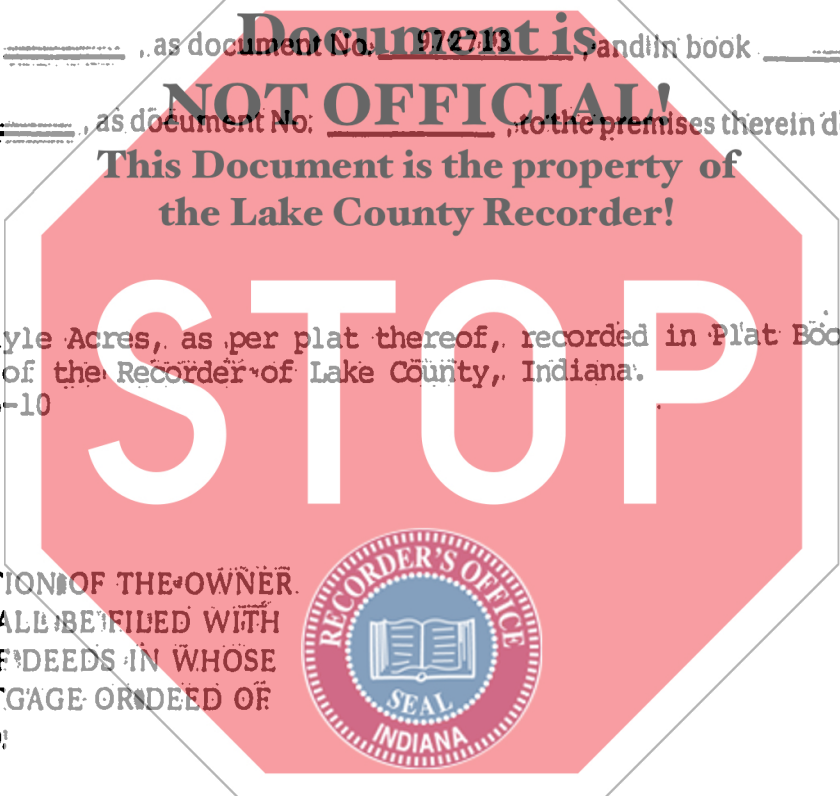 Document is
, as document No. 972713 , and in book
NOT OFFICIAL!
, as document No. , to the premises therein d
This Document is the property of
the Lake County Recorder!
STOP
yle Acres, as per plat thereof, recorded in Plat Boo
of the Recorder of Lake County, Indiana.
-10
RECORDER'S OFFICE
SEAL
INDIANA
TION OF THE OWNER
ALL BE FILED WITH
F DEEDS IN WHOSE
TGAGE OR DEED OF